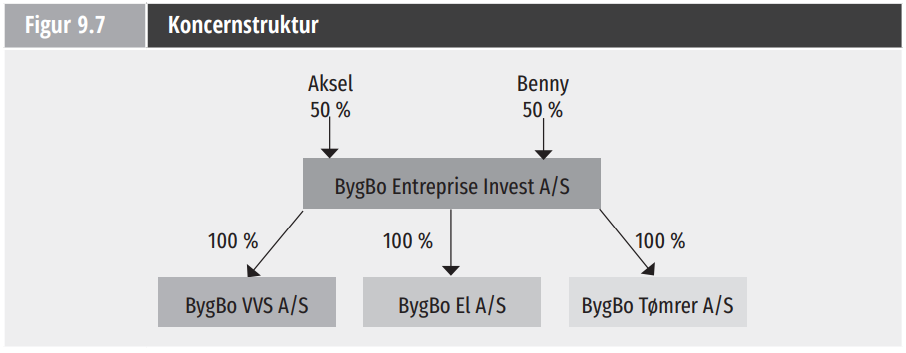 Figur 9.7
Koncernstruktur
Aksel
50 %
Benny
50 %
BygBo Entreprise Invest A/S
100 %
100 %
100 %
BygBo VVS A/S
BygBo El A/S
BygBo Tømrer A/S